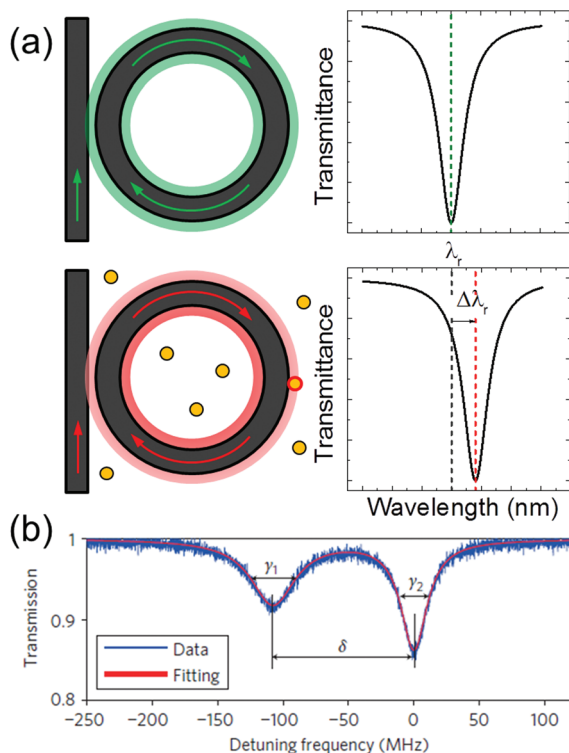 (a)
Transmittance
λr
Δλr
Transmittance
Wavelength (nm)
(b)
1
0.9
0.8
Transmission
γ1
γ2
δ
Data
Fitting
−250 −200 −150 −100 −50 0 50 100
Detuning frequency (MHz)